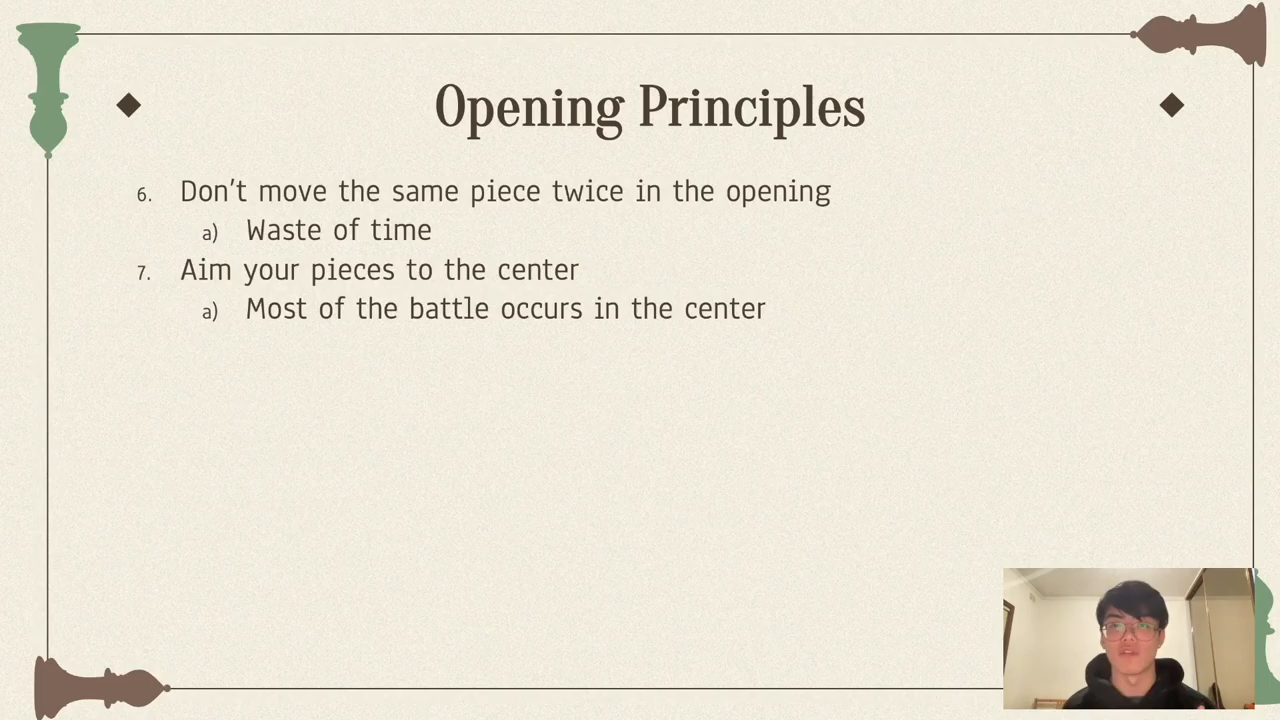 Opening Principles
6. Don't move the same piece twice in the opening
a) Waste of time
7. Aim your pieces to the center
a) Most of the battle occurs in the center